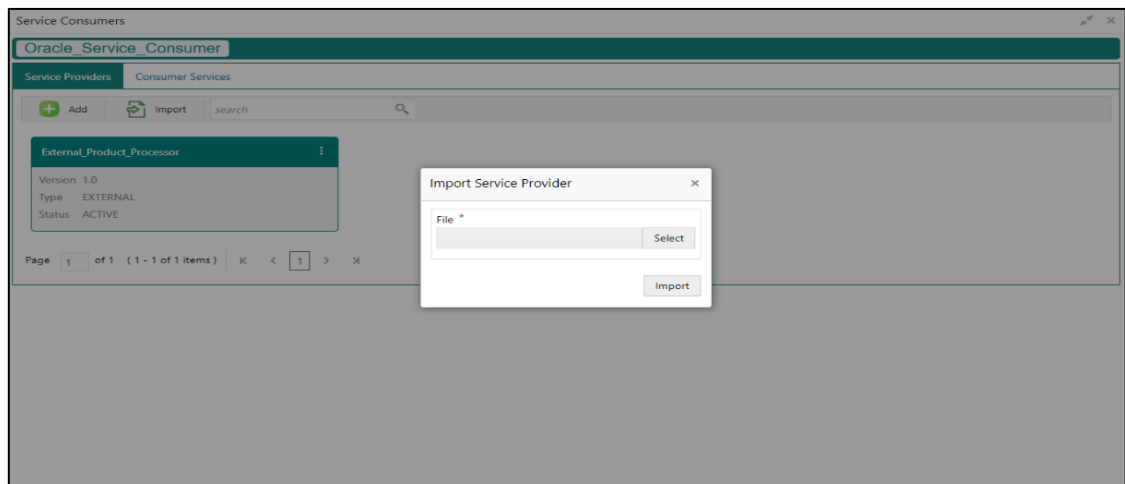 Service Consumers
Oracle_Service_Consumer
Service Providers Consumer Services
Add Import search
External_Product_Processor
Version 1.0
Type EXTERNAL
Status ACTIVE
Page 1 of 1 ( 1 - 1 of 1 items ) 1
Import Service Provider
File *
Select
Import